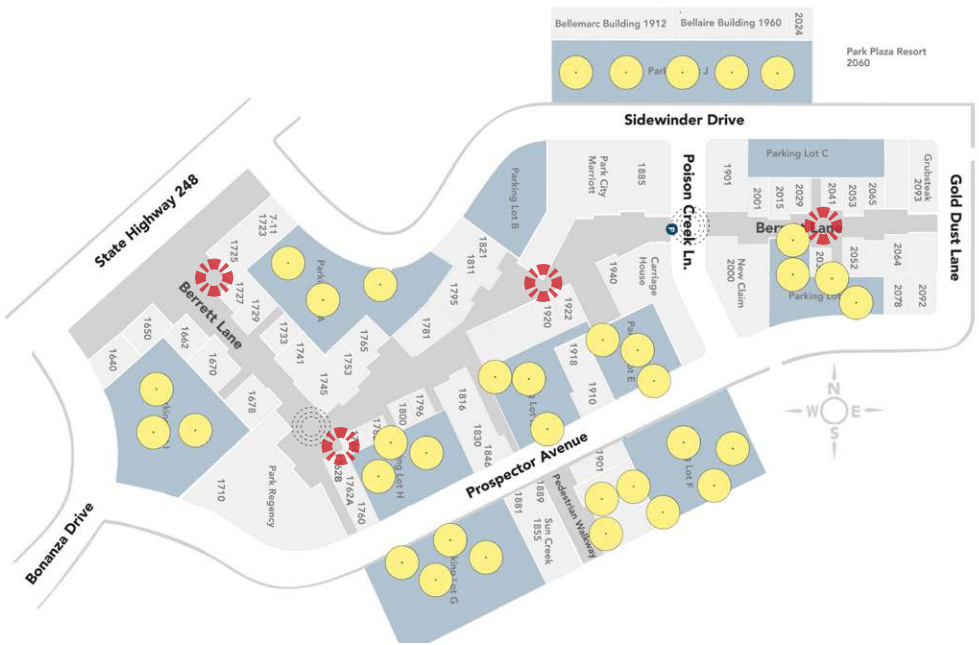 Bellemarc Building 1912
Bellaire Building 1960
2024
Park Plaza Resort
2060
Sidewinder Drive
Parking Lot C
Parking Lot B
Park City
Marriott
1885
Poison Creek Ln.
1901
2001
2015
2029
2041
2053
2065
Grubsteak
2093
Gold Dust Lane
State Highway 248
7-11
1723
1725
1727
1729
1733
1741
1745
1753
1765
1781
1795
1811
1821
Berrett Lane
1650
1662
1670
1678
1640
1710
Park Regency
Bonanza Drive
1920
1922
1940
Carriage
House
P
New Claim
2000
2052
2064
2078
2092
Parking Lot
1918
1910
1816
1796
1800
1830
1846
1762A
1760
Prospector Avenue
1901
Pedestrian Walkway
1889
1881
Sun Creek
1855
N
W E
S